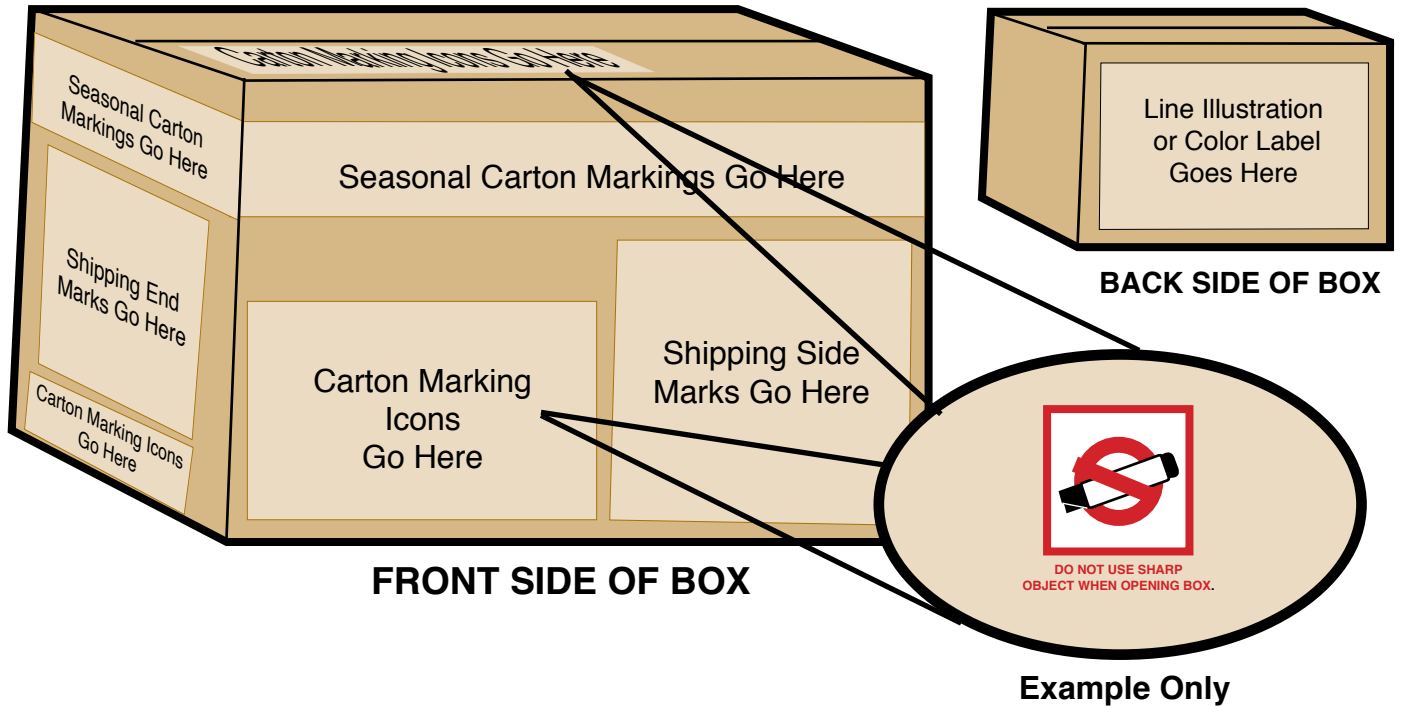 Carton Marking Icons Go Here
Seasonal Carton
Markings Go Here
Seasonal Carton Markings Go Here
Shipping End
Marks Go Here
Carton Marking Icons
Go Here
Carton Marking
Icons
Go Here
Shipping Side
Marks Go Here
FRONT SIDE OF BOX
Line Illustration
or Color Label
Goes Here
BACK SIDE OF BOX
DO NOT USE SHARP
OBJECT WHEN OPENING BOX.
Example Only